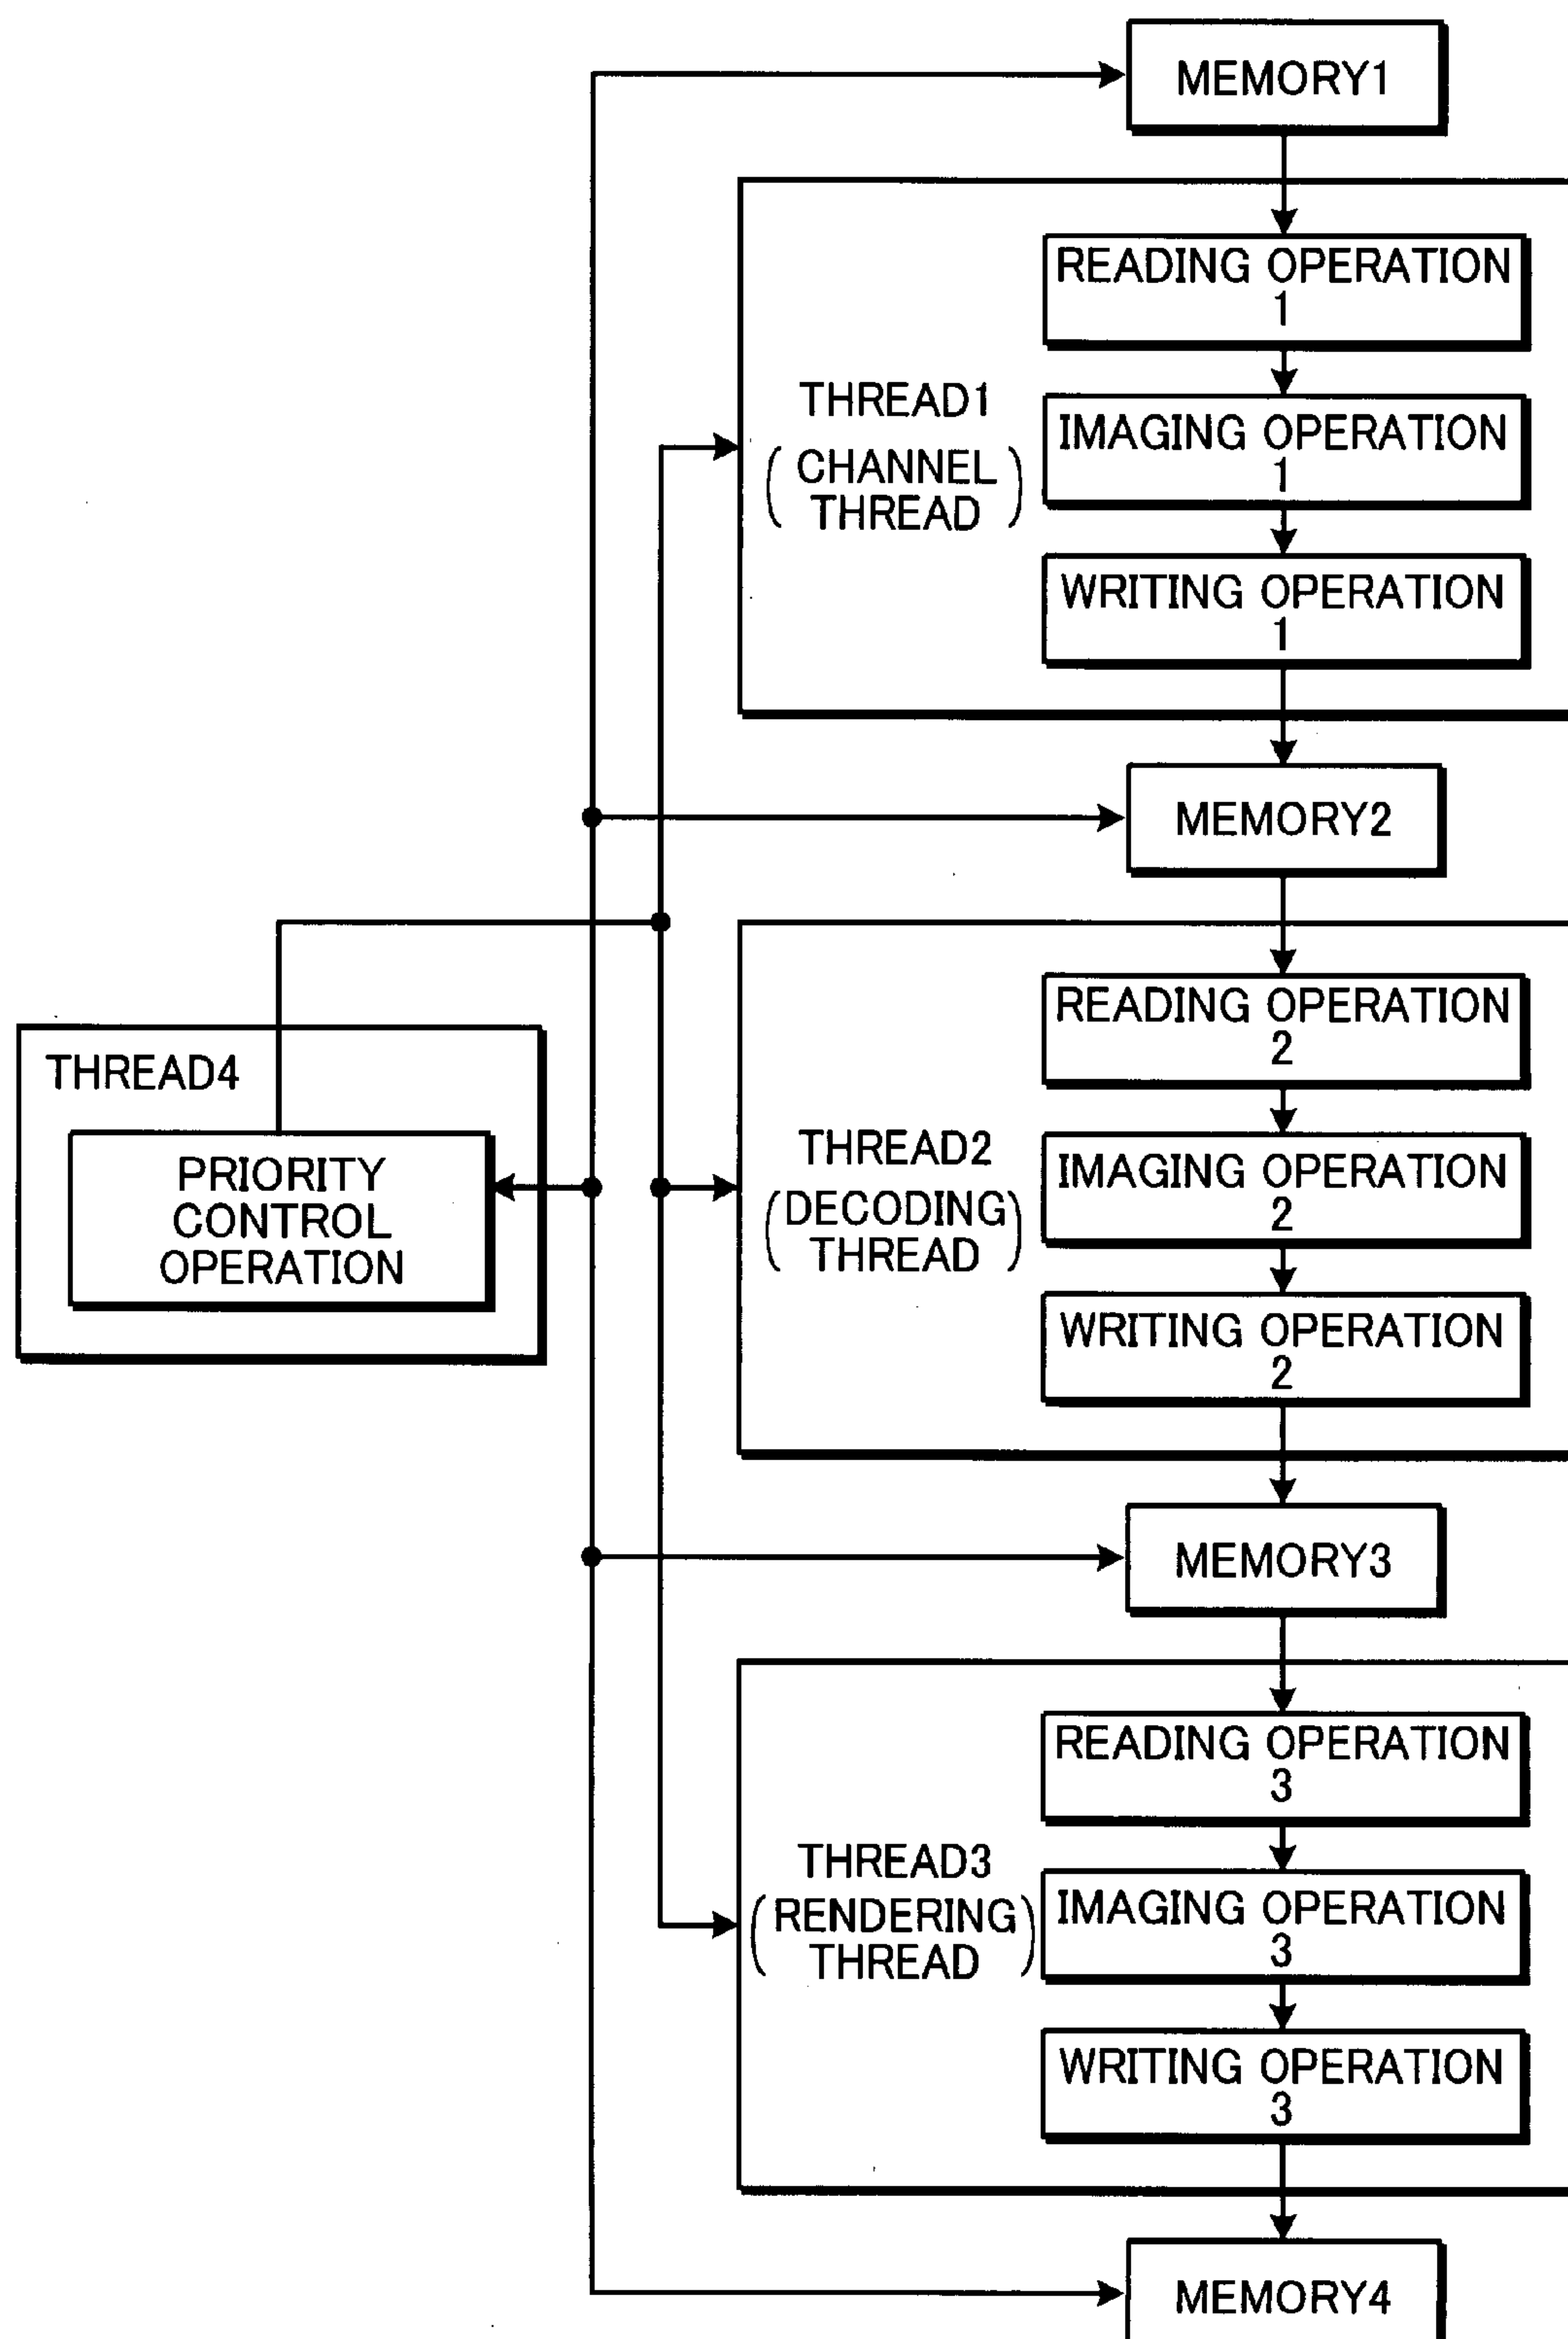 MEMORY1
READING OPERATION
1
THREAD1
(CHANNEL
THREAD)
IMAGING OPERATION
1
WRITING OPERATION
1
MEMORY2
THREAD4
PRIORITY
CONTROL
OPERATION
READING OPERATION
2
THREAD2
(DECODING
THREAD)
IMAGING OPERATION
2
WRITING OPERATION
2
MEMORY3
READING OPERATION
3
THREAD3
(RENDERING
THREAD)
IMAGING OPERATION
3
WRITING OPERATION
3
MEMORY4